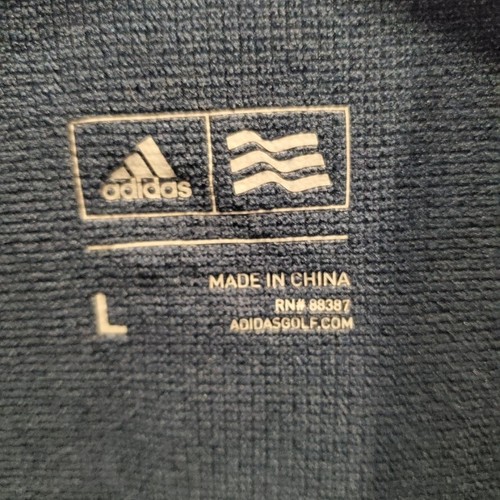 adidas
MADE IN CHINA
L
RN# 88387
ADIDASGOLF.COM